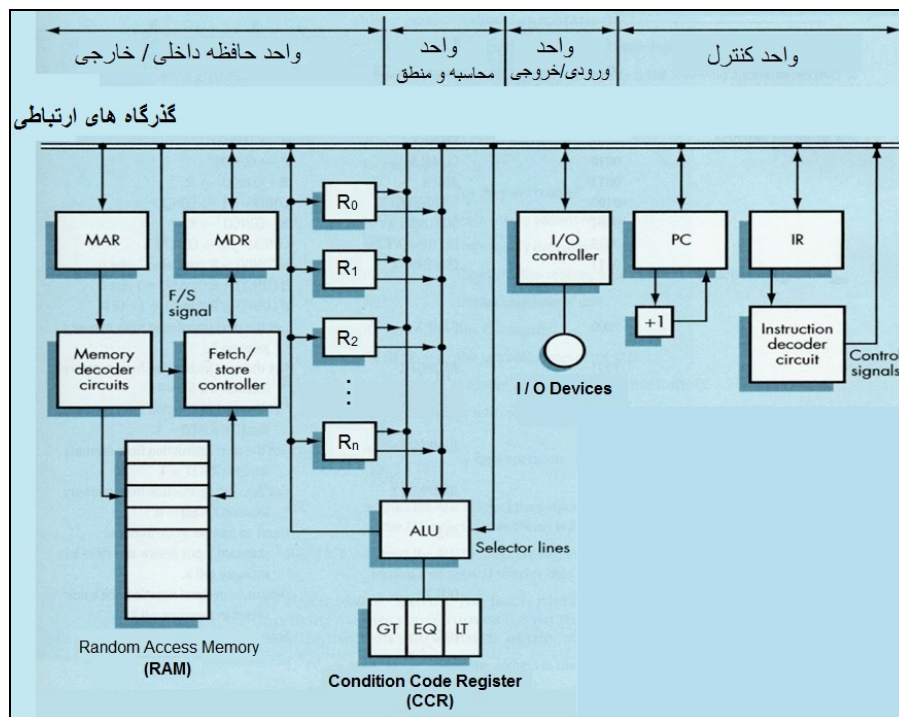 واحد حافظه داخلی / خارجی
واحد
محاسبه و منطق
واحد
ورودی/خروجی
واحد کنترل
گذرگاه های ارتباطی
MAR
MDR
R0
R1
R2
Rn
I/O
controller
PC
IR
F/S
signal
+1
Memory
decoder
circuits
Fetch/
store
controller
Instruction
decoder
circuit
Control
signals
I / O Devices
ALU
Selector lines
GT EQ LT
Random Access Memory
(RAM)
Condition Code Register
(CCR)